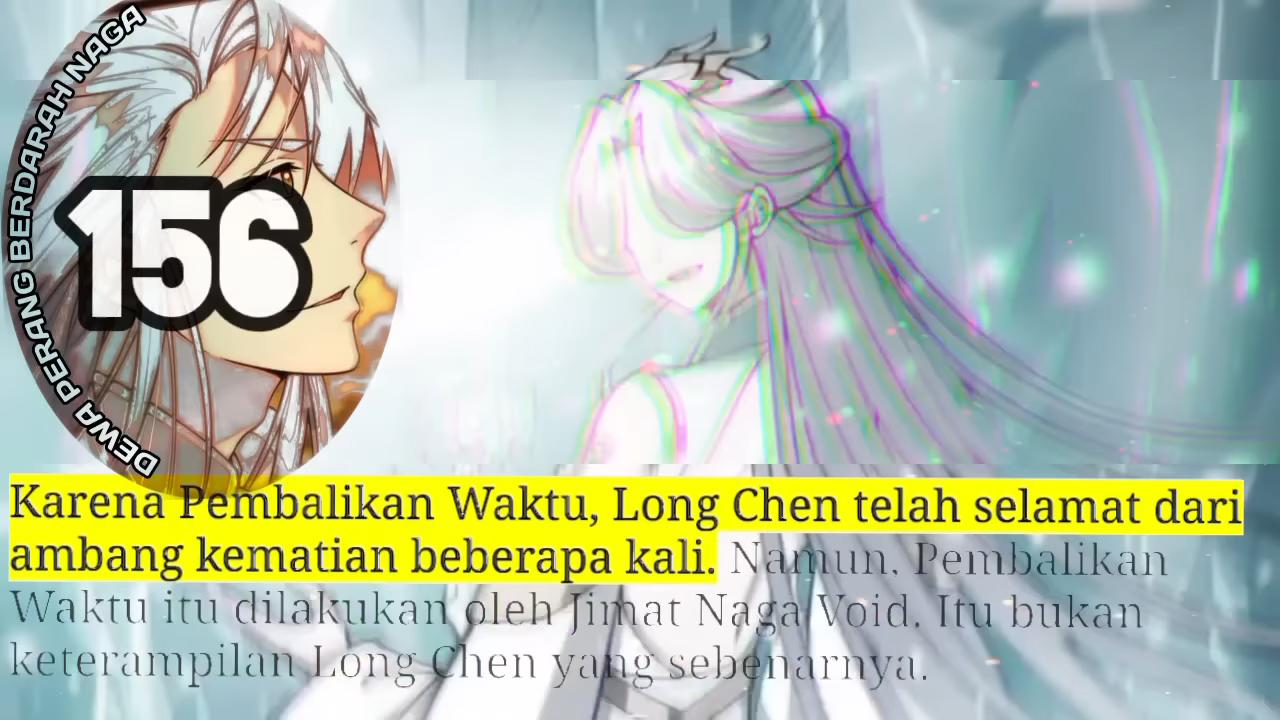 DEWA PERANG BERDARAH NAGA
156
Karena Pembalikan Waktu, Long Chen telah selamat dari
ambang kematian beberapa kali. Namun, Pembalikan
Waktu itu dilakukan oleh Jimat Naga Void. Itu bukan
keterampilan Long Chen yang sebenarnya.